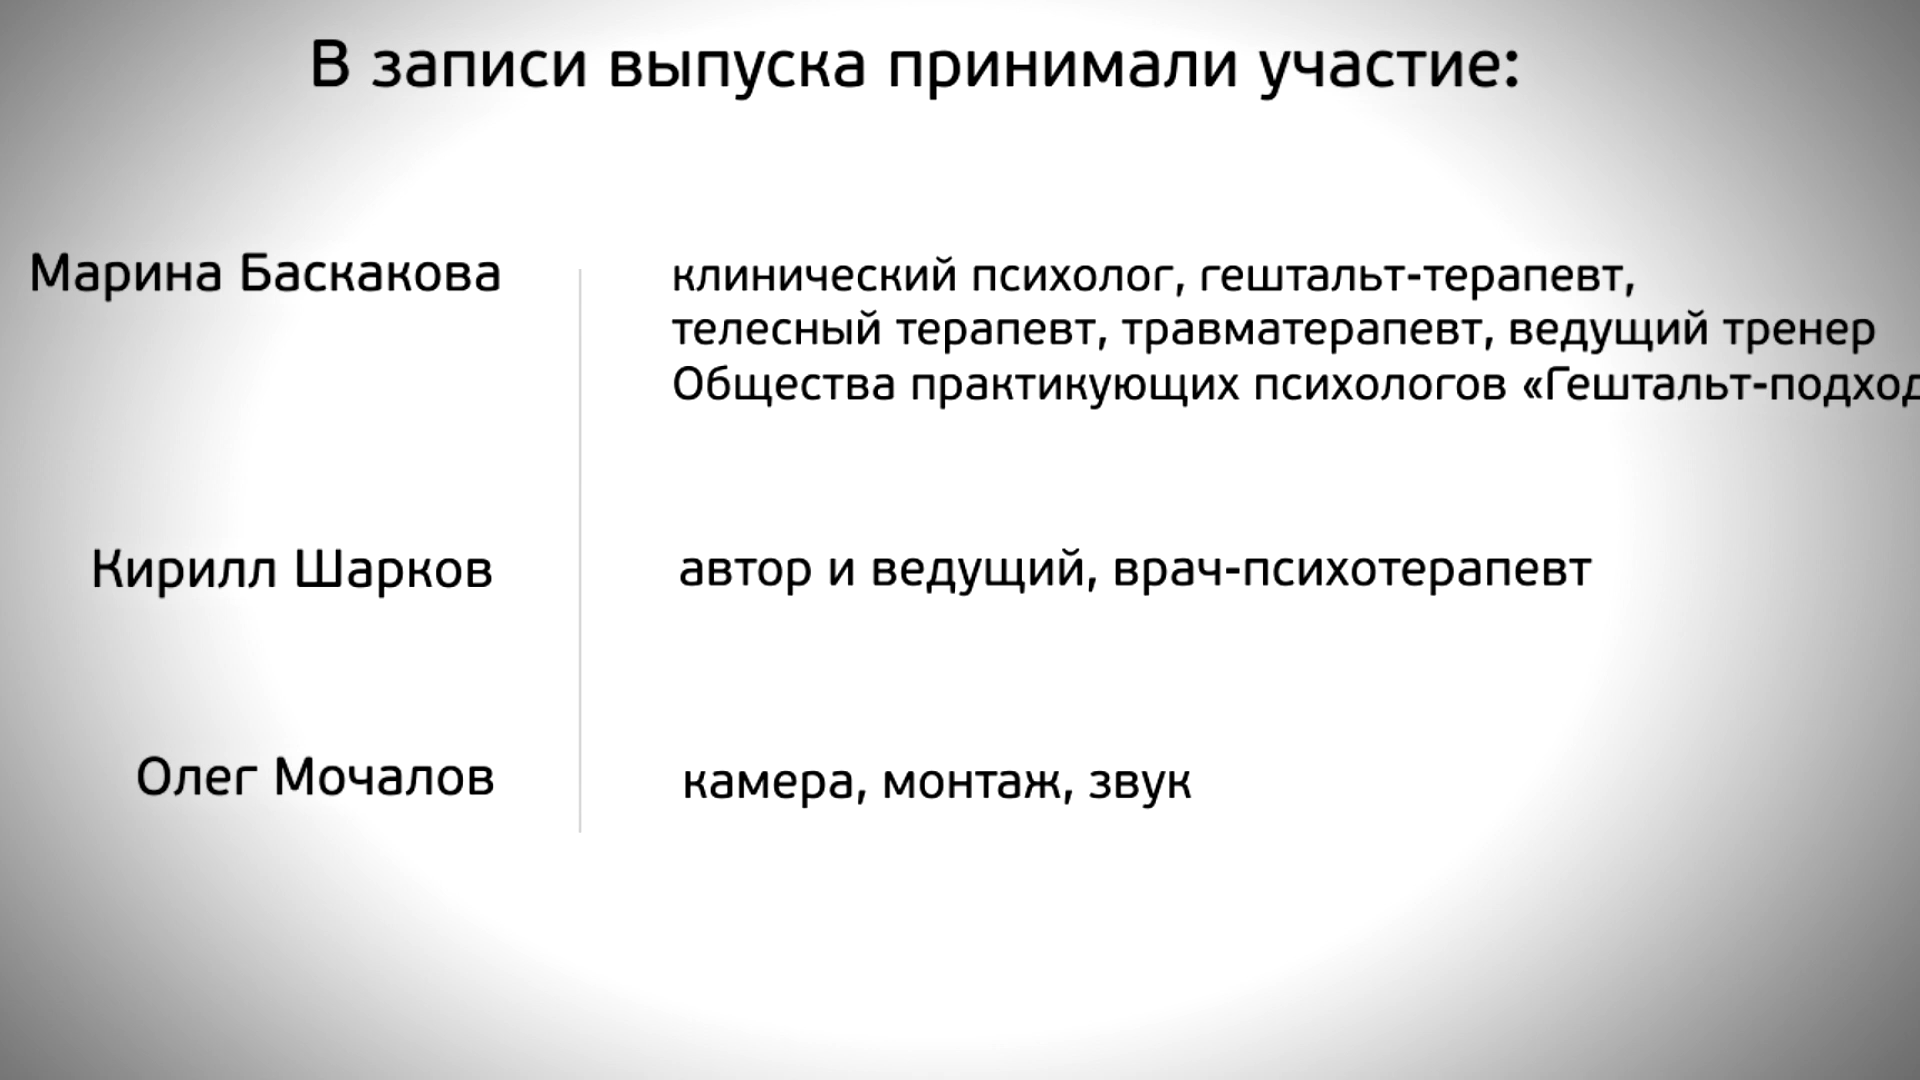 В записи выпуска принимали участие:
Марина Баскакова
клинический психолог, гештальт-терапевт,
телесный терапевт, травматерапевт, ведущий тренер
Общества практикующих психологов «Гештальт-подход
Кирилл Шарков
автор и ведущий, врач-психотерапевт
Олег Мочалов
камера, монтаж, звук